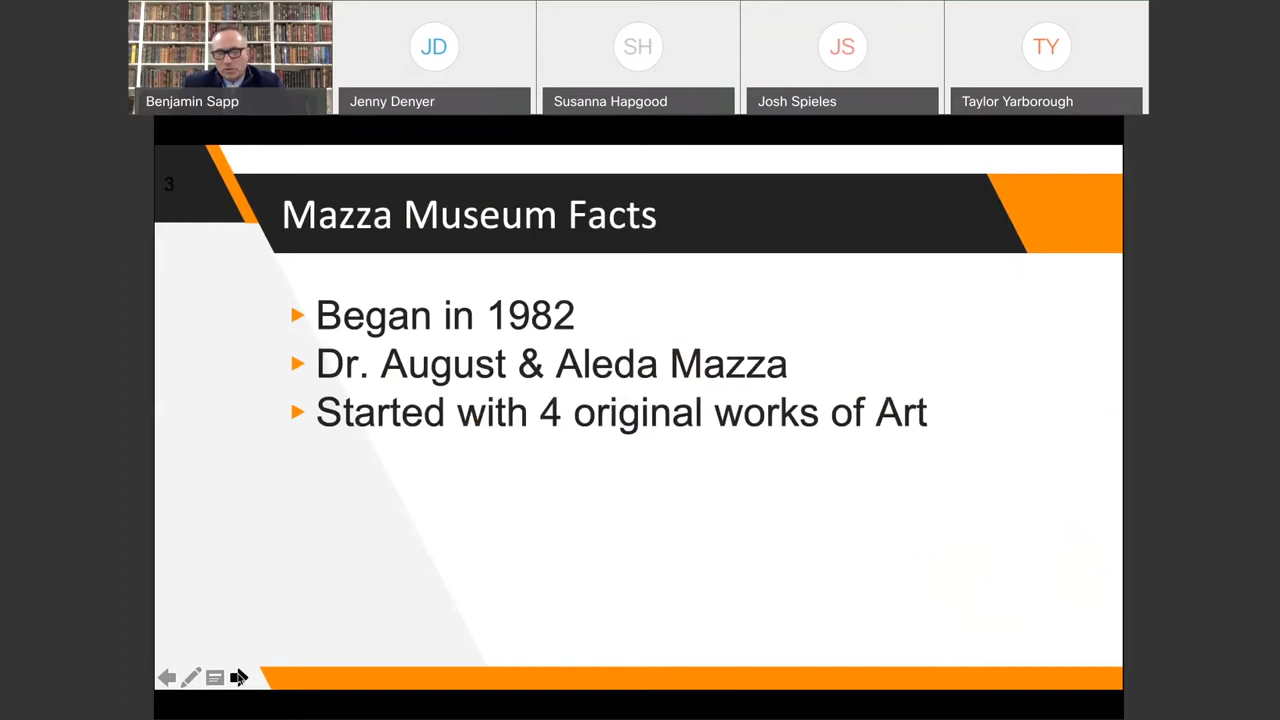 JD
SH
JS
TY
Benjamin Sapp
Jenny Denyer
Susanna Hapgood
Josh Spieles
Taylor Yarborough
3
Mazza Museum Facts
Began in 1982
Dr. August & Aleda Mazza
Started with 4 original works of Art